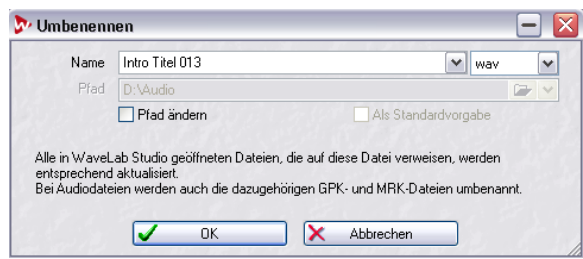 Umbenennen
Name Intro Titel 013 wav
Pfad D:\Audio
Pfad ändern Als Standardvorgabe
Alle in WaveLab Studio geöffneten Dateien, die auf diese Datei verweisen, werden
entsprechend aktualisiert.
Bei Audiodateien werden auch die dazugehörigen GPK- und MRK-Dateien umbenannt.
OK Abbrechen